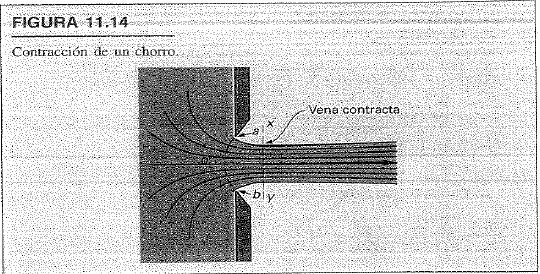 FIGURA 11.14
Contracción de un chorro.
Vena contracta
a
x
b
y